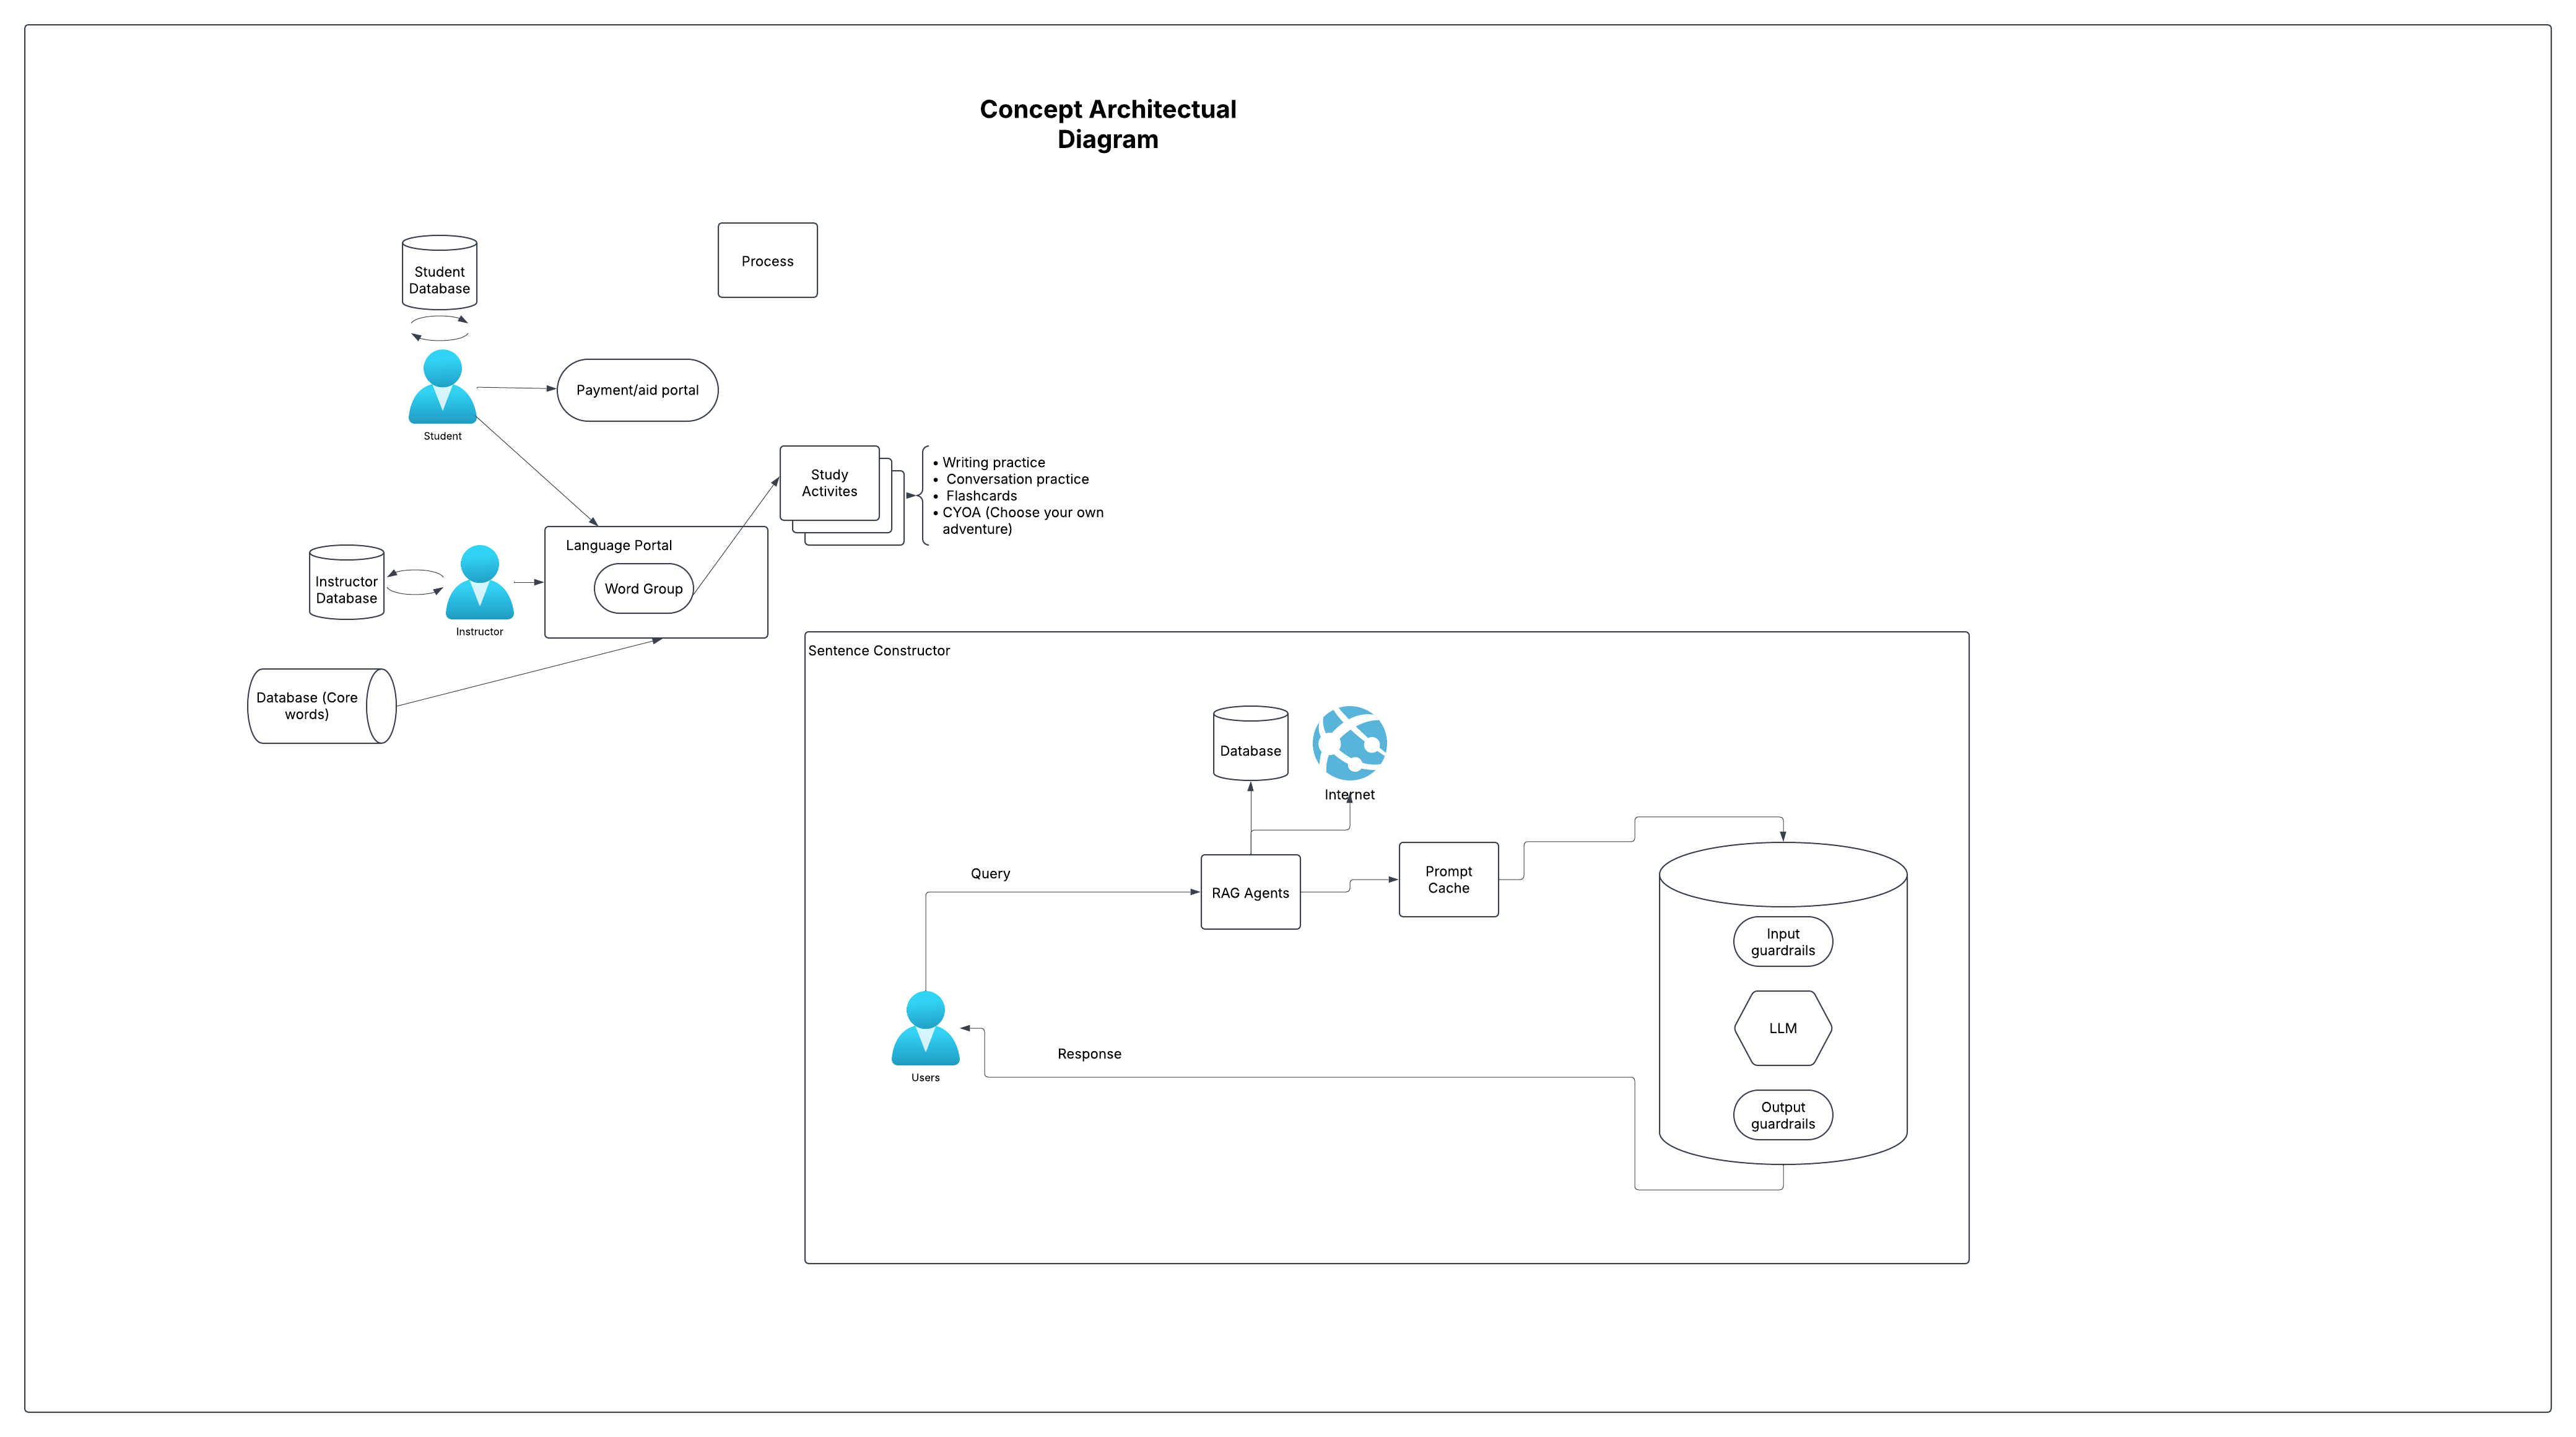 Concept Architectual
Diagram
Process
Student
Database
Payment/aid portal
Student
Study
Activites
• Writing practice
• Conversation practice
• Flashcards
• CYOA (Choose your own
adventure)
Language Portal
Word Group
Instructor
Database
Instructor
Database (Core
words)
Sentence Constructor
Database
Internet
Query
RAG Agents
Prompt
Cache
Input
guardrails
LLM
Output
guardrails
Response
Users